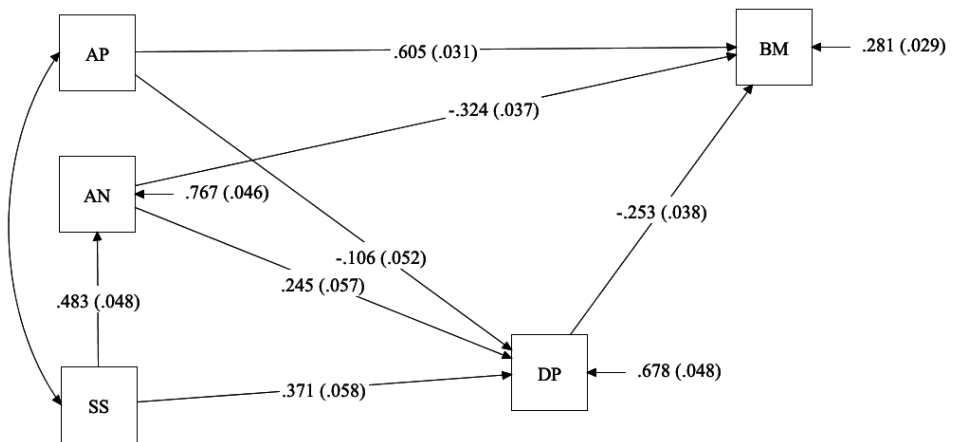 AP
.605 (.031)
BM
.281 (.029)
-.324 (.037)
AN
.767 (.046)
-.253 (.038)
-.106 (.052)
.245 (.057)
.483 (.048)
DP
.678 (.048)
.371 (.058)
SS